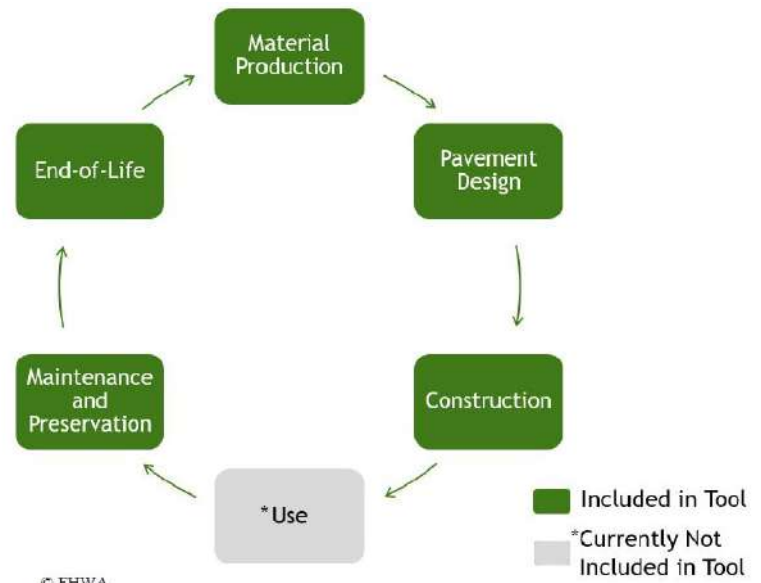 Material
Production
Pavement
Design
Construction
*Use
Maintenance
and
Preservation
End-of-Life
Included in Tool
*Currently Not
Included in Tool
© FHWA